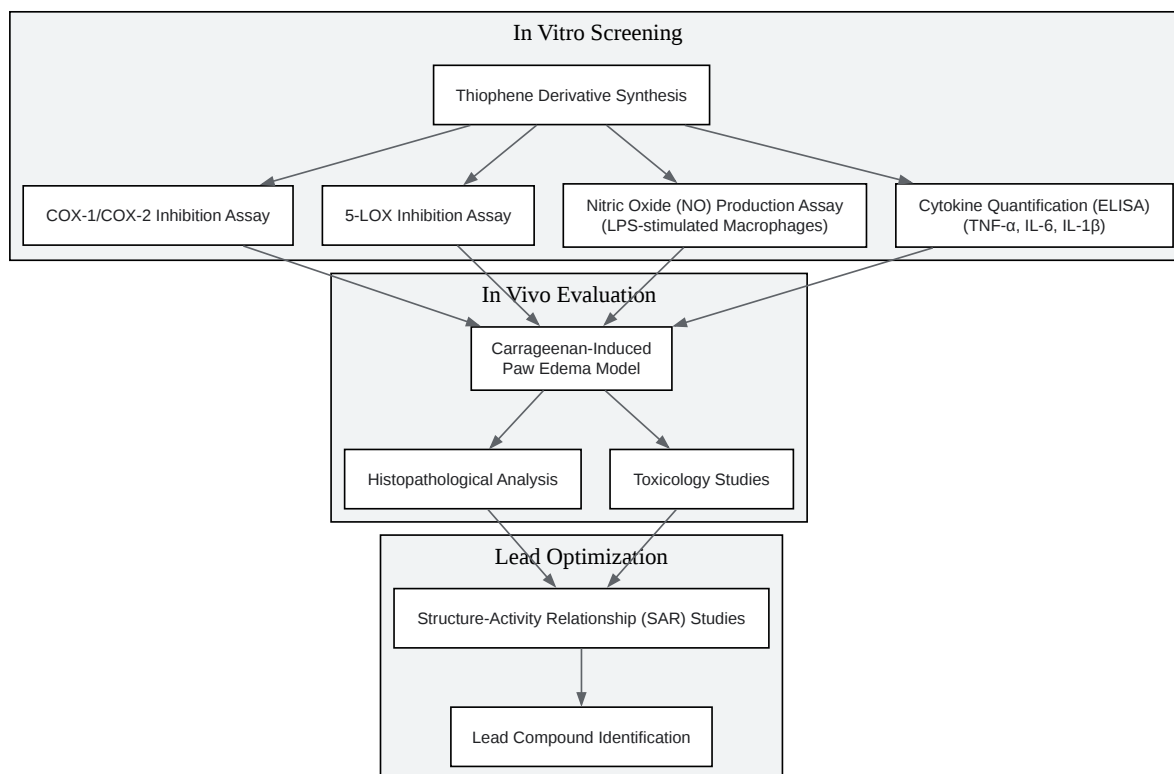 In Vitro Screening
Thiophene Derivative Synthesis
COX-1/COX-2 Inhibition Assay
5-LOX Inhibition Assay
Nitric Oxide (NO) Production Assay
(LPS-stimulated Macrophages)
Cytokine Quantification (ELISA)
(TNF-α, IL-6, IL-1β)
In Vivo Evaluation
Carrageenan-Induced
Paw Edema Model
Histopathological Analysis
Toxicology Studies
Lead Optimization
Structure-Activity Relationship (SAR) Studies
Lead Compound Identification